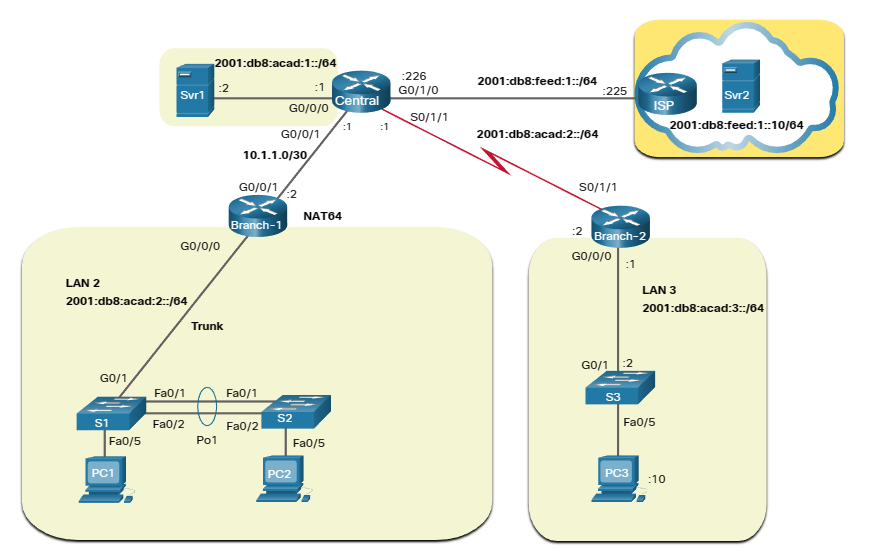 2001:db8:acad:1::/64
Svr1
:2
:1
G0/0/0
Central
:226
G0/1/0
2001:db8:feed:1::/64
:225
ISP
Svr2
2001:db8:feed:1::10/64
G0/0/1
:1
:1
S0/1/1
2001:db8:acad:2::/64
10.1.1.0/30
G0/0/1
:2
S0/1/1
Branch-1
NAT64
:2
Branch-2
G0/0/0
G0/0/0
:1
LAN 2
2001:db8:acad:2::/64
LAN 3
2001:db8:acad:3::/64
Trunk
G0/1
G0/1
:2
Fa0/1
Fa0/1
S1
S2
S3
Fa0/2
Fa0/2
Po1
Fa0/5
Fa0/5
Fa0/5
PC1
PC2
PC3
:10